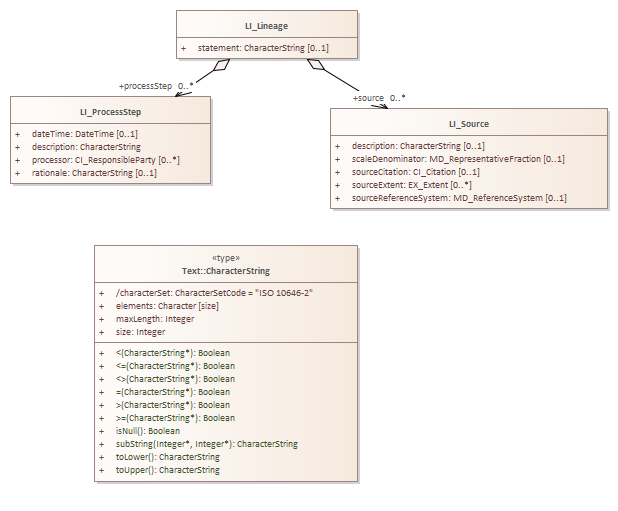 LI_Lineage
+ statement: CharacterString [0..1]
+processStep 0..*
+source 0..*
LI_ProcessStep
+ dateTime: DateTime [0..1]
+ description: CharacterString
+ processor: CI_ResponsibleParty [0..*]
+ rationale: CharacterString [0..1]
LI_Source
+ description: CharacterString [0..1]
+ scaleDenominator: MD_RepresentativeFraction [0..1]
+ sourceCitation: CI_Citation [0..1]
+ sourceExtent: EX_Extent [0..*]
+ sourceReferenceSystem: MD_ReferenceSystem [0..1]
«type»
Text::CharacterString
+ /characterSet: CharacterSetCode = "ISO 10646-2"
+ elements: Character [size]
+ maxLength: Integer
+ size: Integer
+ <(CharacterString*): Boolean
+ <=(CharacterString*): Boolean
+ <>(CharacterString*): Boolean
+ =(CharacterString*): Boolean
+ >(CharacterString*): Boolean
+ >=(CharacterString*): Boolean
+ isNull(): Boolean
+ subString(Integer*, Integer*): CharacterString
+ toLower(): CharacterString
+ toUpper(): CharacterString